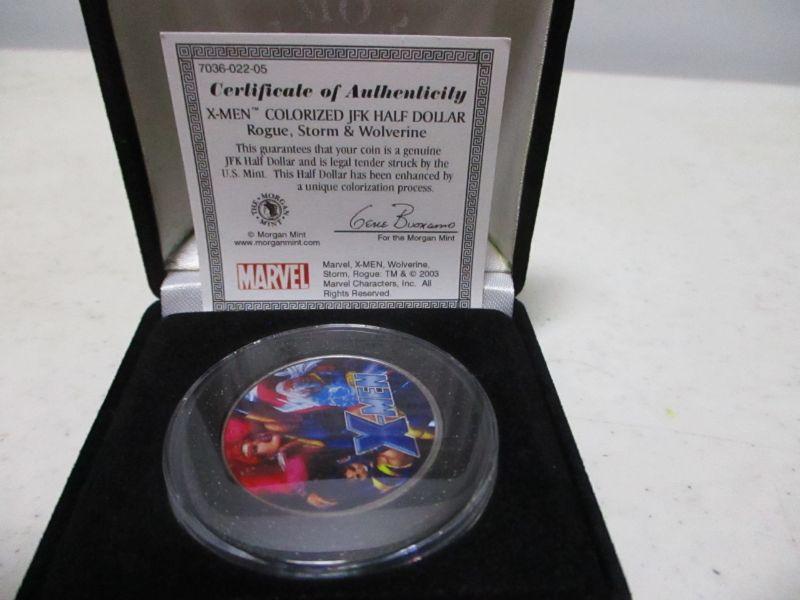 7036-022-05
Certificate of Authenticity
X-MEN™ COLORIZED JFK HALF DOLLAR
Rogue, Storm & Wolverine
This guarantees that your coin is a genuine
JFK Half Dollar and is legal tender struck by the
U.S. Mint. This Half Dollar has been enhanced by
a unique colorization process.
THE MORGAN MINT
© Morgan Mint
www.morganmint.com
For the Morgan Mint
MARVEL
Marvel, X-MEN, Wolverine,
Storm, Rogue: TM & © 2003
Marvel Characters, Inc. All
Rights Reserved.
X-MEN